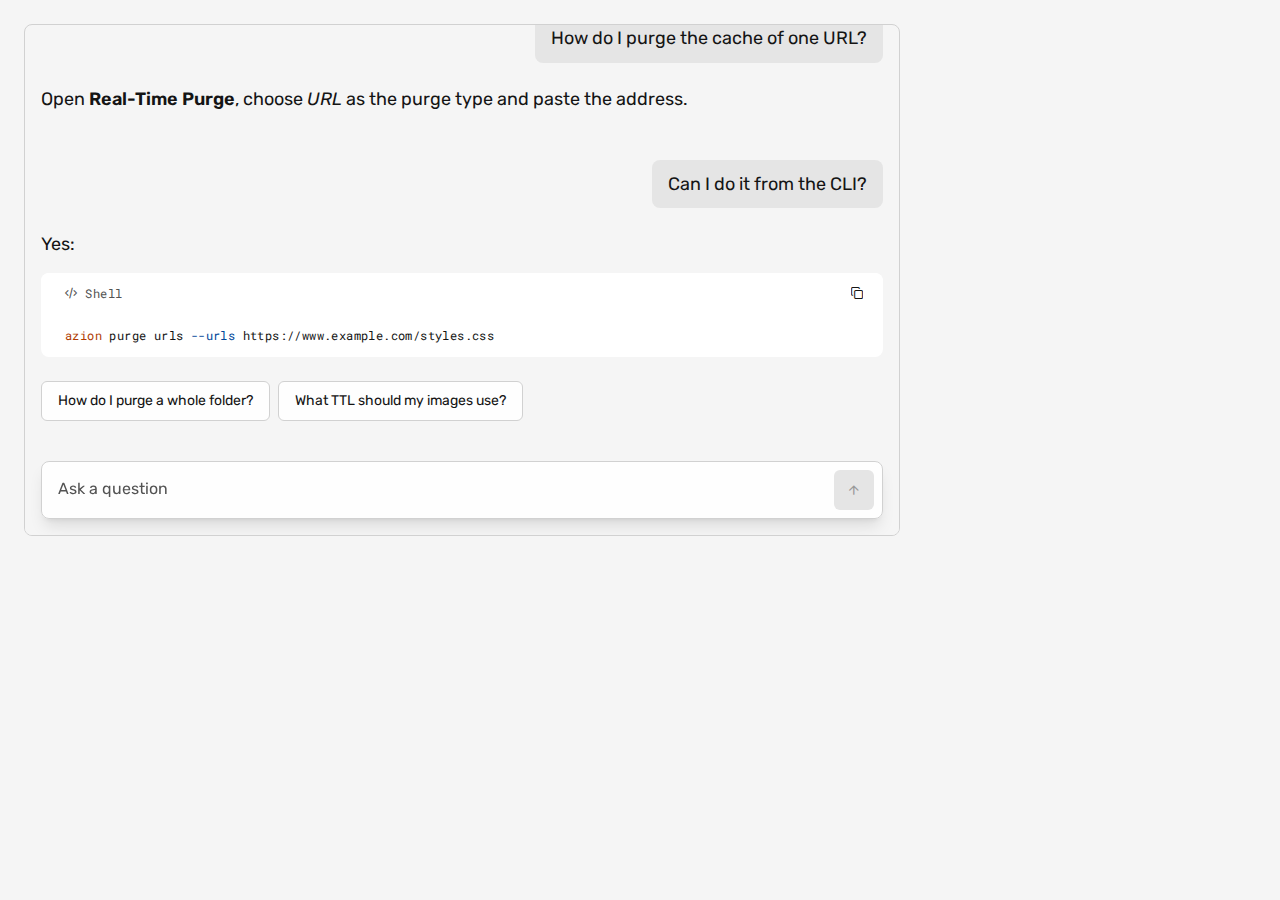 How do I purge the cache of one URL?
Open Real-Time Purge, choose URL as the purge type and paste the address.
Can I do it from the CLI?
Yes:
</> Shell
azion purge urls --urls https://www.example.com/styles.css
How do I purge a whole folder?
What TTL should my images use?
Ask a question